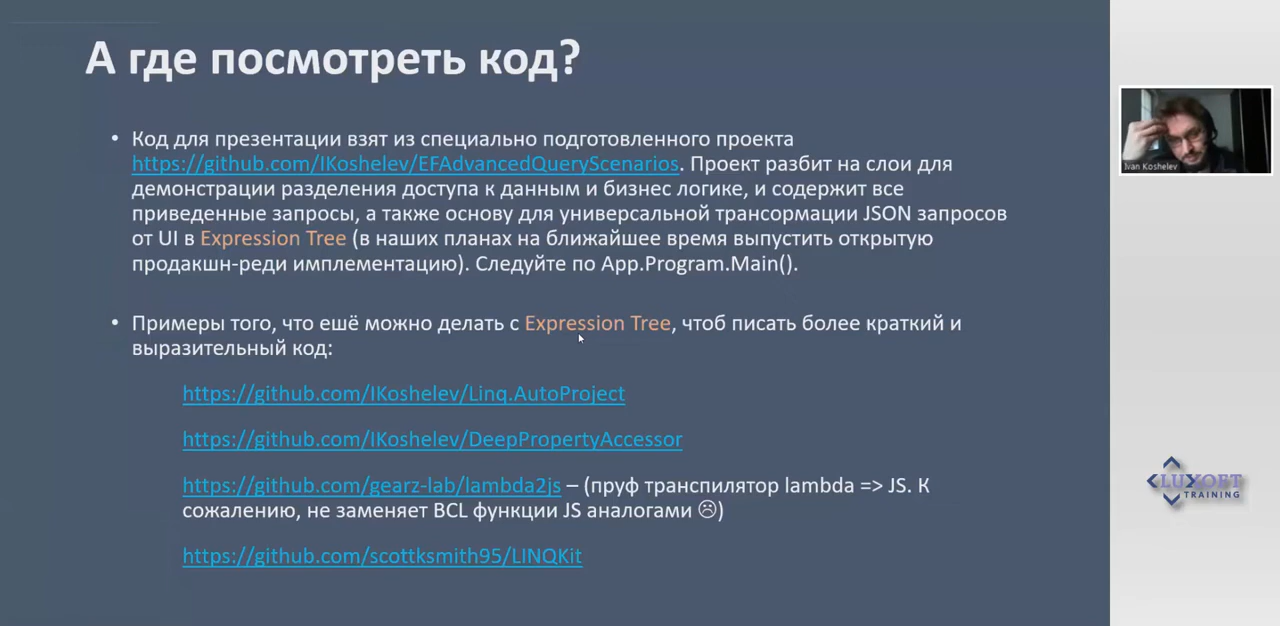 А где посмотреть код?
• Код для презентации взят из специально подготовленного проекта
https://github.com/IKoshelev/EFAdvancedQueryScenarios. Проект разбит на слои для
демонстрации разделения доступа к данным и бизнес логике, и содержит все
приведенные запросы, а также основу для универсальной трансормации JSON запросов
от UI в Expression Tree (в наших планах на ближайшее время выпустить открытую
продакшн-реди имплементацию). Следуйте по App.Program.Main().
• Примеры того, что ешё можно делать с Expression Tree, чтоб писать более краткий и
выразительный код:
https://github.com/IKoshelev/Linq.AutoProject
https://github.com/IKoshelev/DeepPropertyAccessor
https://github.com/gearz-lab/lambda2js – (пруф транспилятор lambda => JS. К
сожалению, не заменяет BCL функции JS аналогами ☹)
https://github.com/scottksmith95/LINQKit
Ivan Koshelev
LUXOFT
TRAINING